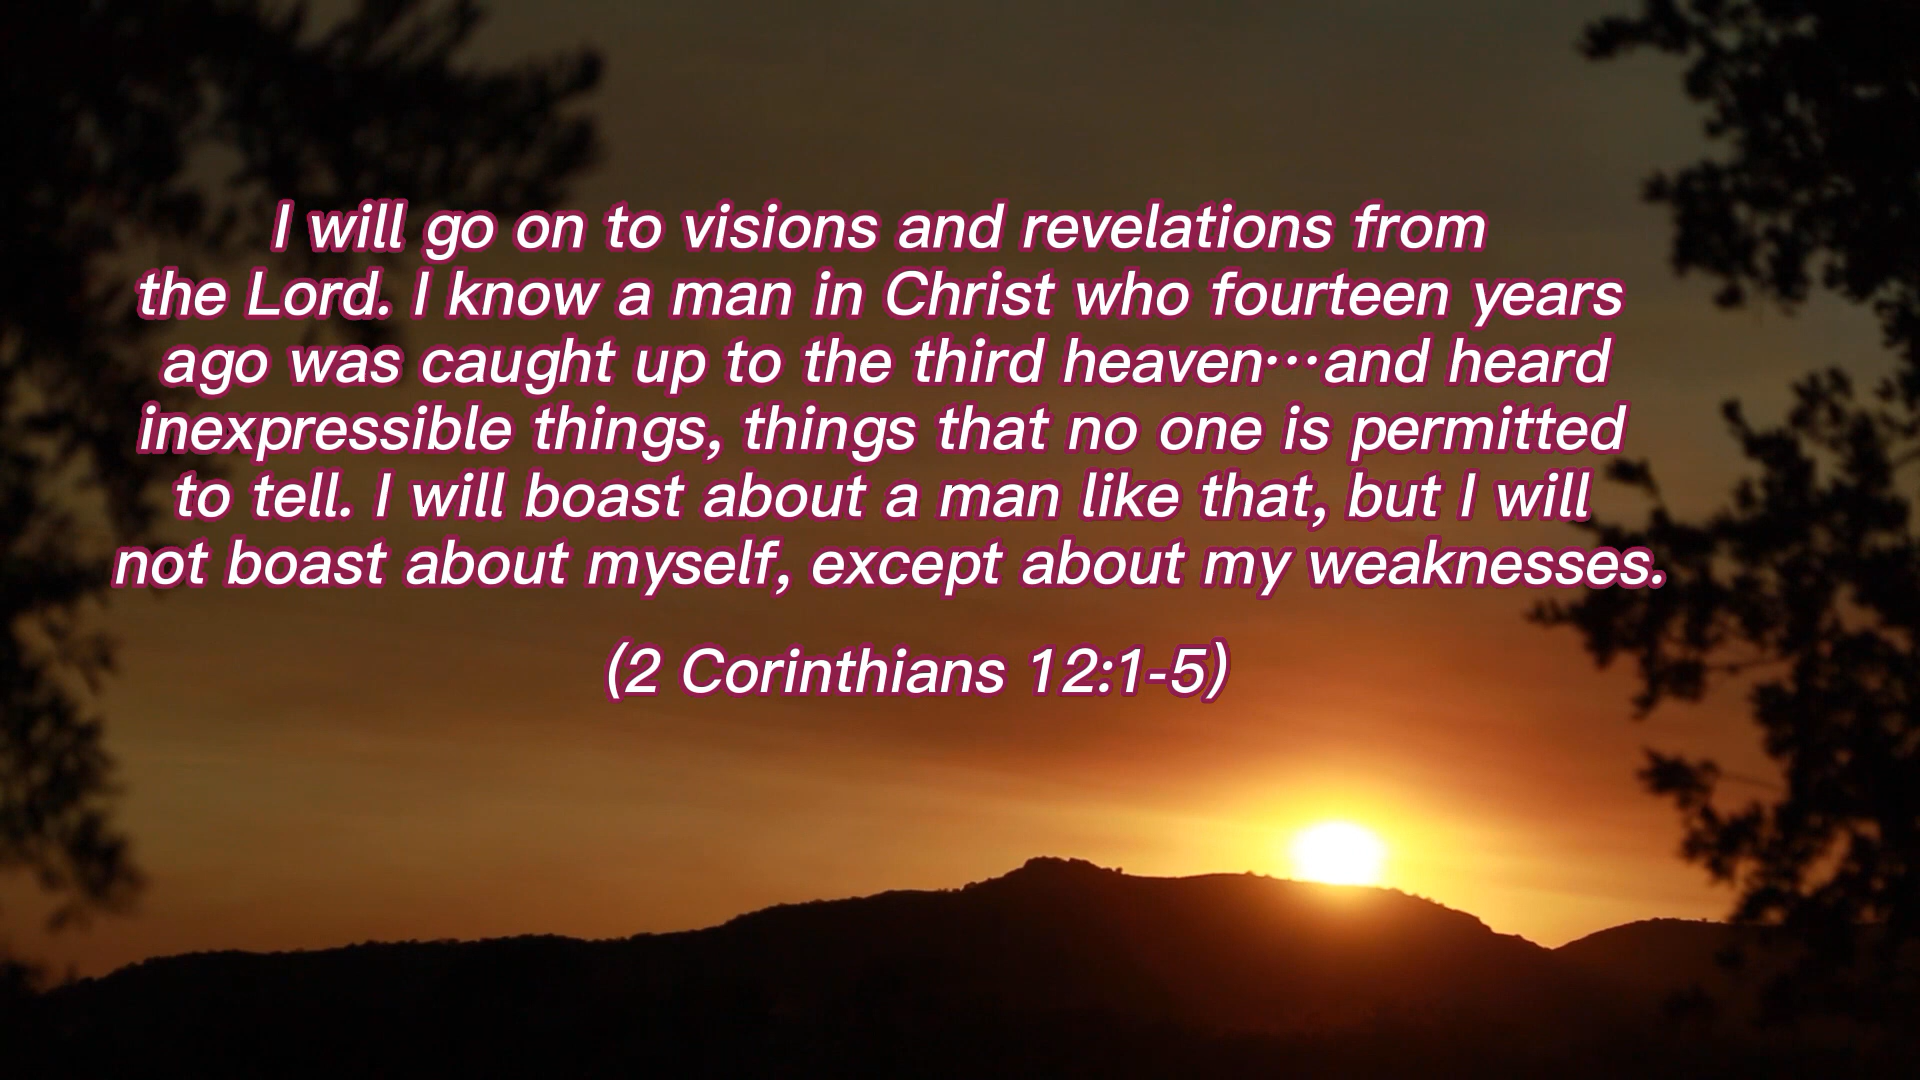 I will go on to visions and revelations from
the Lord. I know a man in Christ who fourteen years
ago was caught up to the third heaven···and heard
inexpressible things, things that no one is permitted
to tell. I will boast about a man like that, but I will
not boast about myself, except about my weaknesses.
(2 Corinthians 12:1-5)